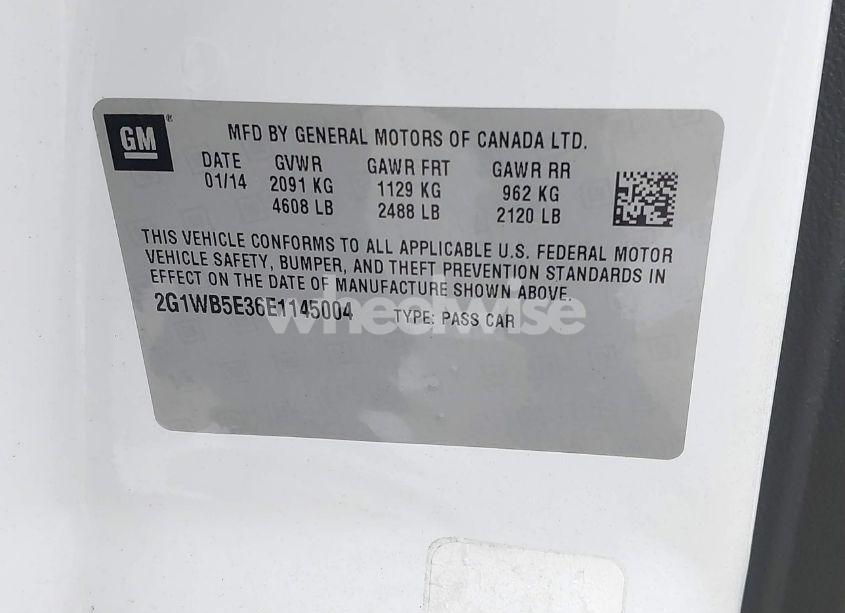 GM®
MFD BY GENERAL MOTORS OF CANADA LTD.
DATE GVWR GAWR FRT GAWR RR
01/14 2091 KG 1129 KG 962 KG
4608 LB 2488 LB 2120 LB
THIS VEHICLE CONFORMS TO ALL APPLICABLE U.S. FEDERAL MOTOR
VEHICLE SAFETY, BUMPER, AND THEFT PREVENTION STANDARDS IN
EFFECT ON THE DATE OF MANUFACTURE SHOWN ABOVE.
2G1WB5E36E1145004 TYPE: PASS CAR
wheelwise